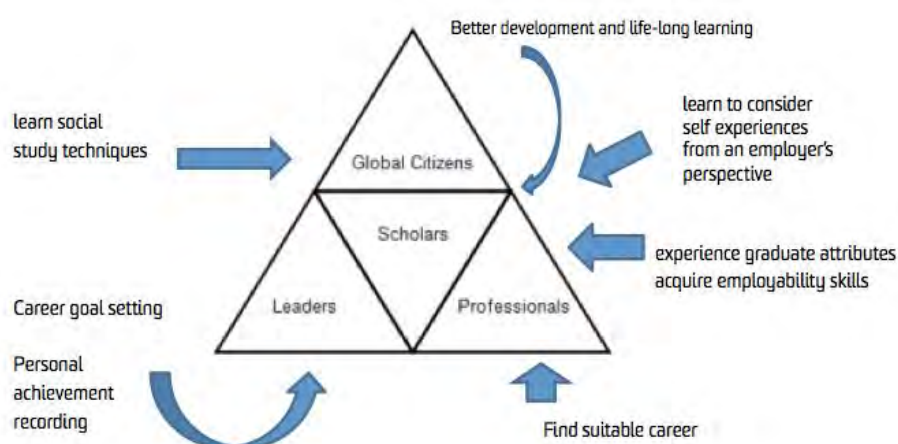 Better development and life-long learning
learn social
study techniques
learn to consider
self experiences
from an employer's
perspective
Global Citizens
Scholars
experience graduate attributes
acquire employability skills
Leaders
Professionals
Career goal setting
Personal
achievement
recording
Find suitable career